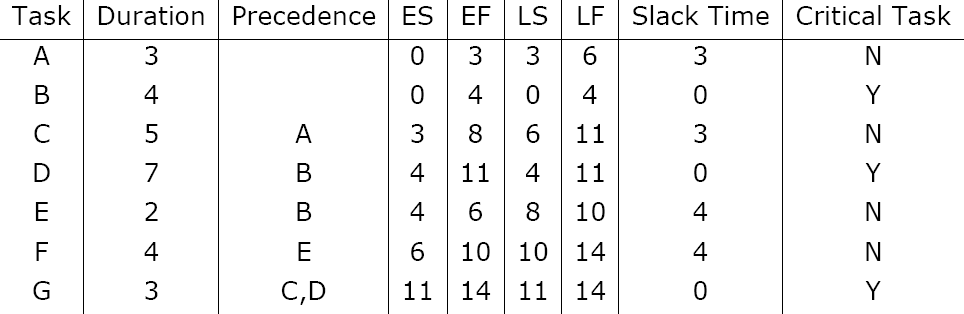 Task Duration Precedence ES EF LS LF Slack Time Critical Task
A 3 0 3 3 6 3 N
B 4 0 4 0 4 0 Y
C 5 A 3 8 6 11 3 N
D 7 B 4 11 4 11 0 Y
E 2 B 4 6 8 10 4 N
F 4 E 6 10 10 14 4 N
G 3 C,D 11 14 11 14 0 Y